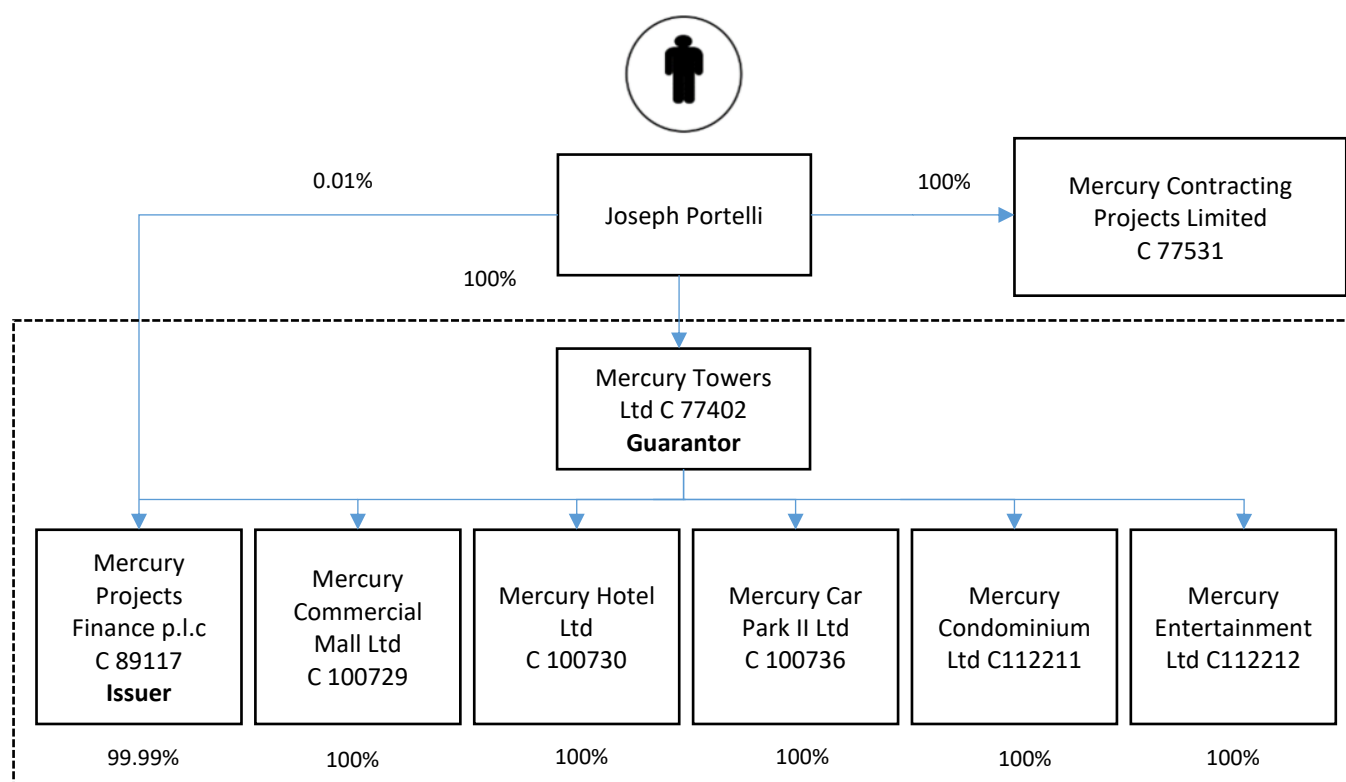 0.01%
Joseph Portelli
100%
Mercury Contracting
Projects Limited
C 77531
100%
Mercury Towers
Ltd C 77402
Guarantor
Mercury
Projects
Finance p.l.c
C 89117
Issuer
Mercury
Commercial
Mall Ltd
C 100729
Mercury Hotel
Ltd
C 100730
Mercury Car
Park II Ltd
C 100736
Mercury
Condominium
Ltd C112211
Mercury
Entertainment
Ltd C112212
99.99%
100%
100%
100%
100%
100%